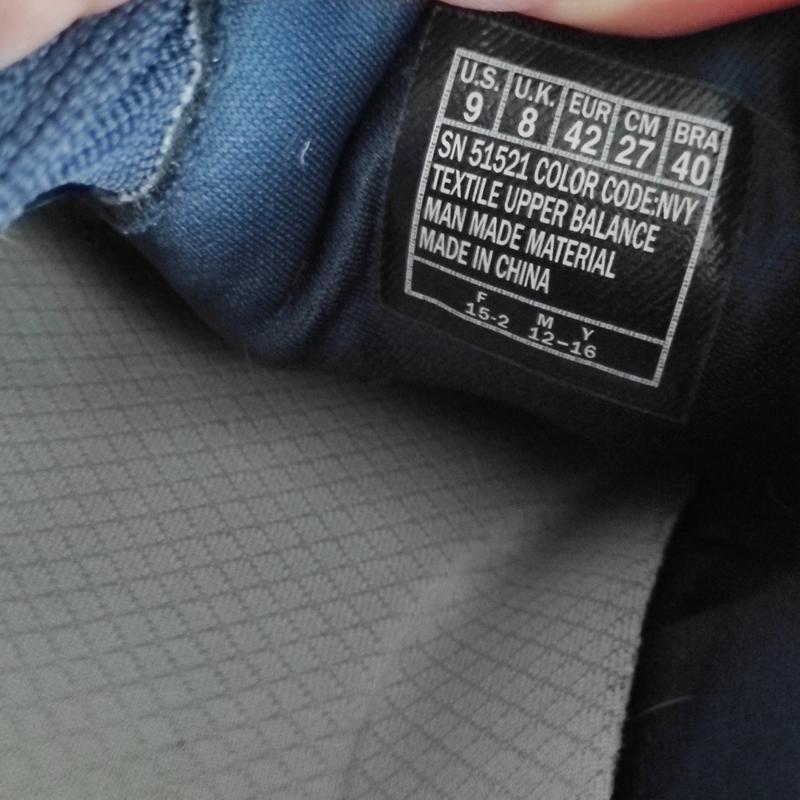 U.S. U.K. EUR CM BRA
9 8 42 27 40
SN 51521 COLOR CODE:NVY
TEXTILE UPPER BALANCE
MAN MADE MATERIAL
MADE IN CHINA
F M Y
15-2 12-16